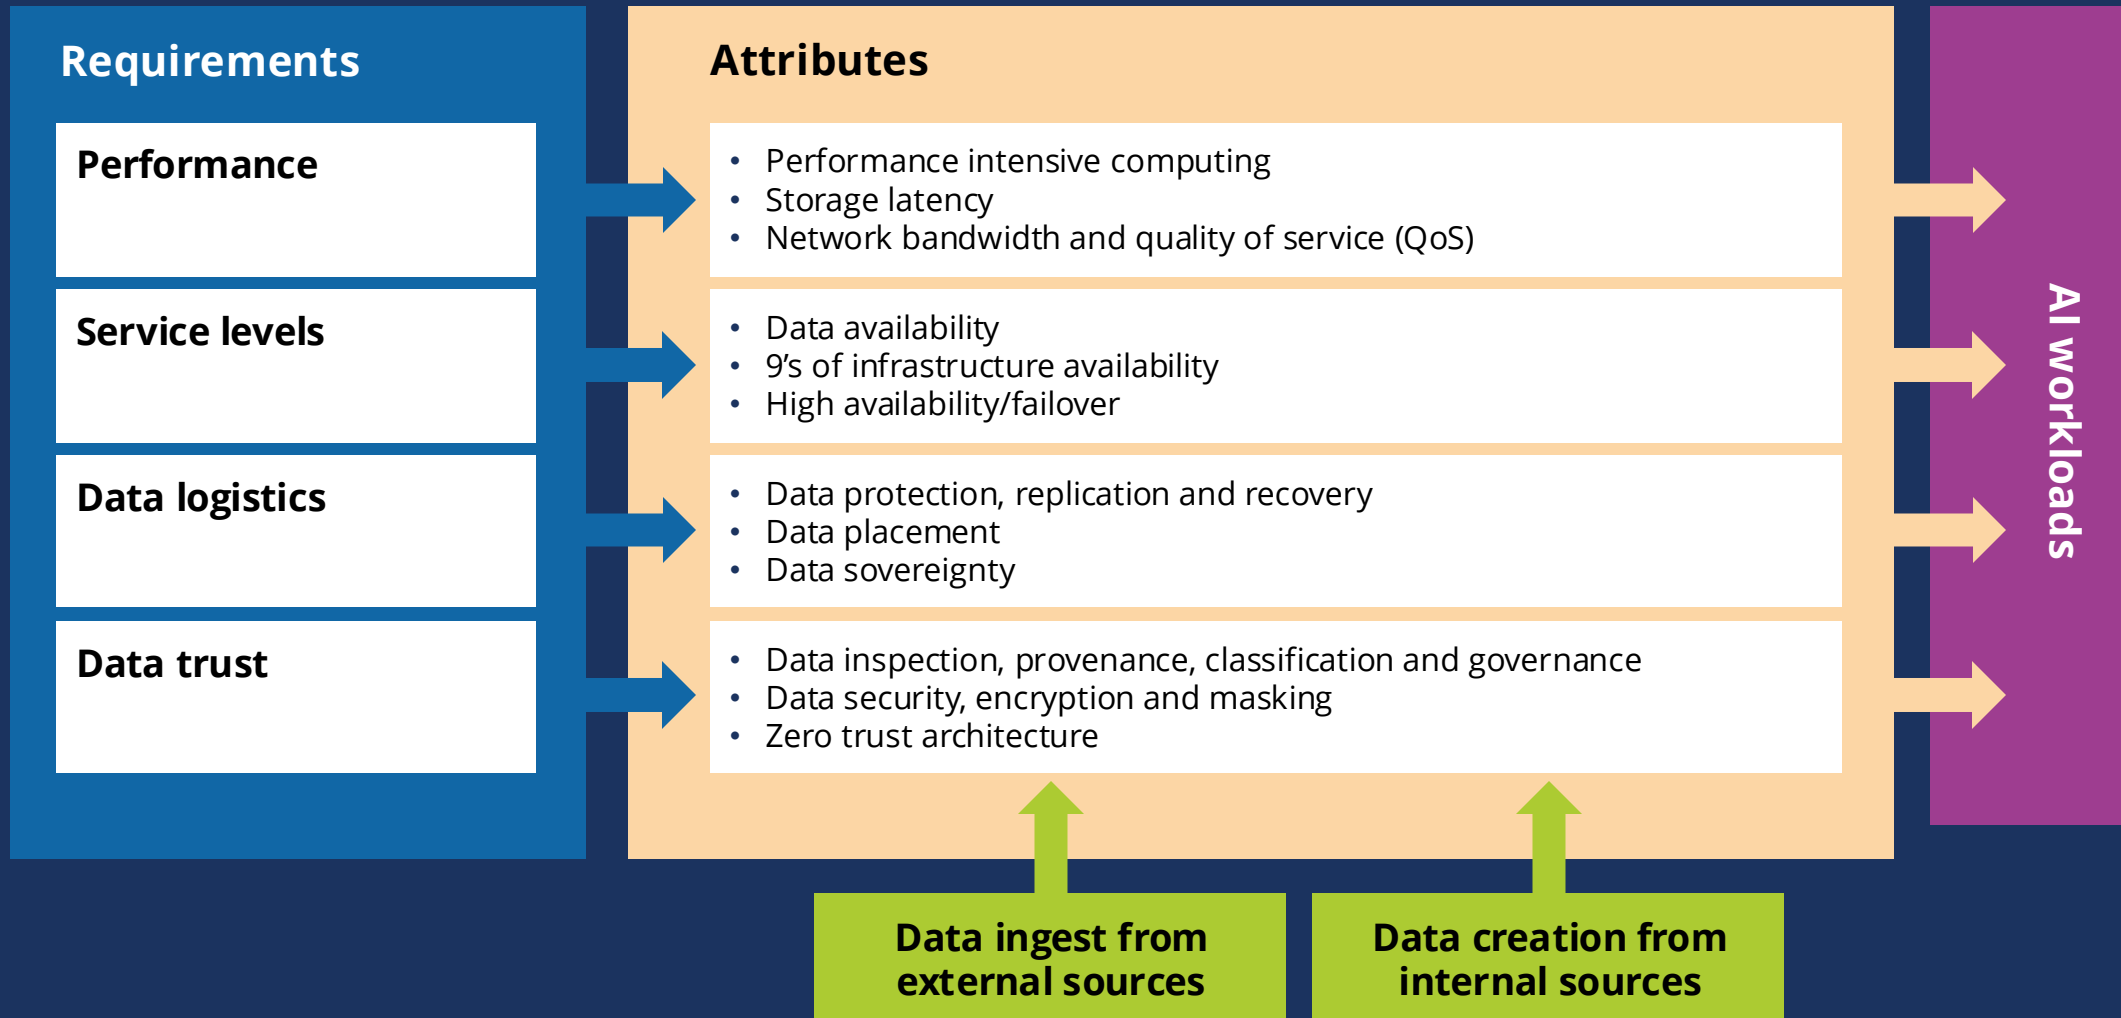 Requirements
Performance
Service levels
Data logistics
Data trust
Attributes
• Performance intensive computing
• Storage latency
• Network bandwidth and quality of service (QoS)
• Data availability
• 9’s of infrastructure availability
• High availability/failover
• Data protection, replication and recovery
• Data placement
• Data sovereignty
• Data inspection, provenance, classification and governance
• Data security, encryption and masking
• Zero trust architecture
AI workloads
Data ingest from
external sources
Data creation from
internal sources